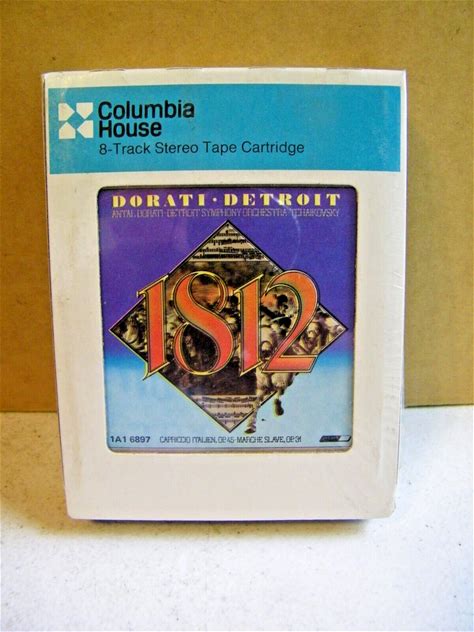 Columbia
House
8-Track Stereo Tape Cartridge
DORATI · DETROIT
ANTAL DORATI · DETROIT SYMPHONY ORCHESTRA · TCHAIKOVSKY
1812
1A1 6897 CAPRICCIO ITALIEN, OP.45 · MARCHE SLAVE, OP.31